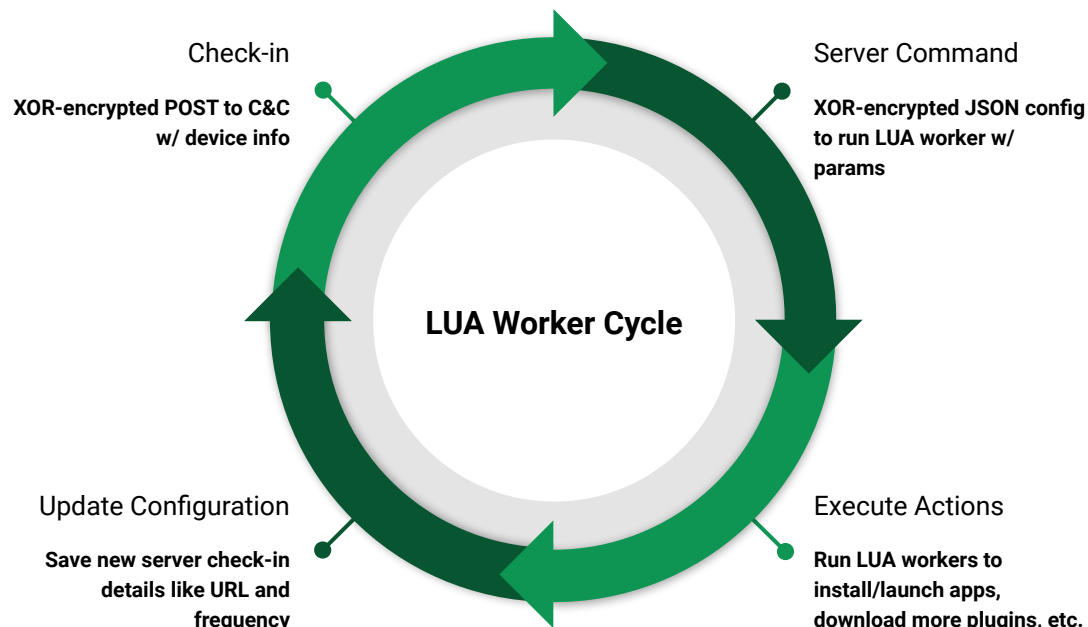 Check-in
XOR-encrypted POST to C&C
w/ device info
Server Command
XOR-encrypted JSON config
to run LUA worker w/
params
LUA Worker Cycle
Update Configuration
Save new server check-in
details like URL and
frequency
Execute Actions
Run LUA workers to
install/launch apps,
download more plugins, etc.